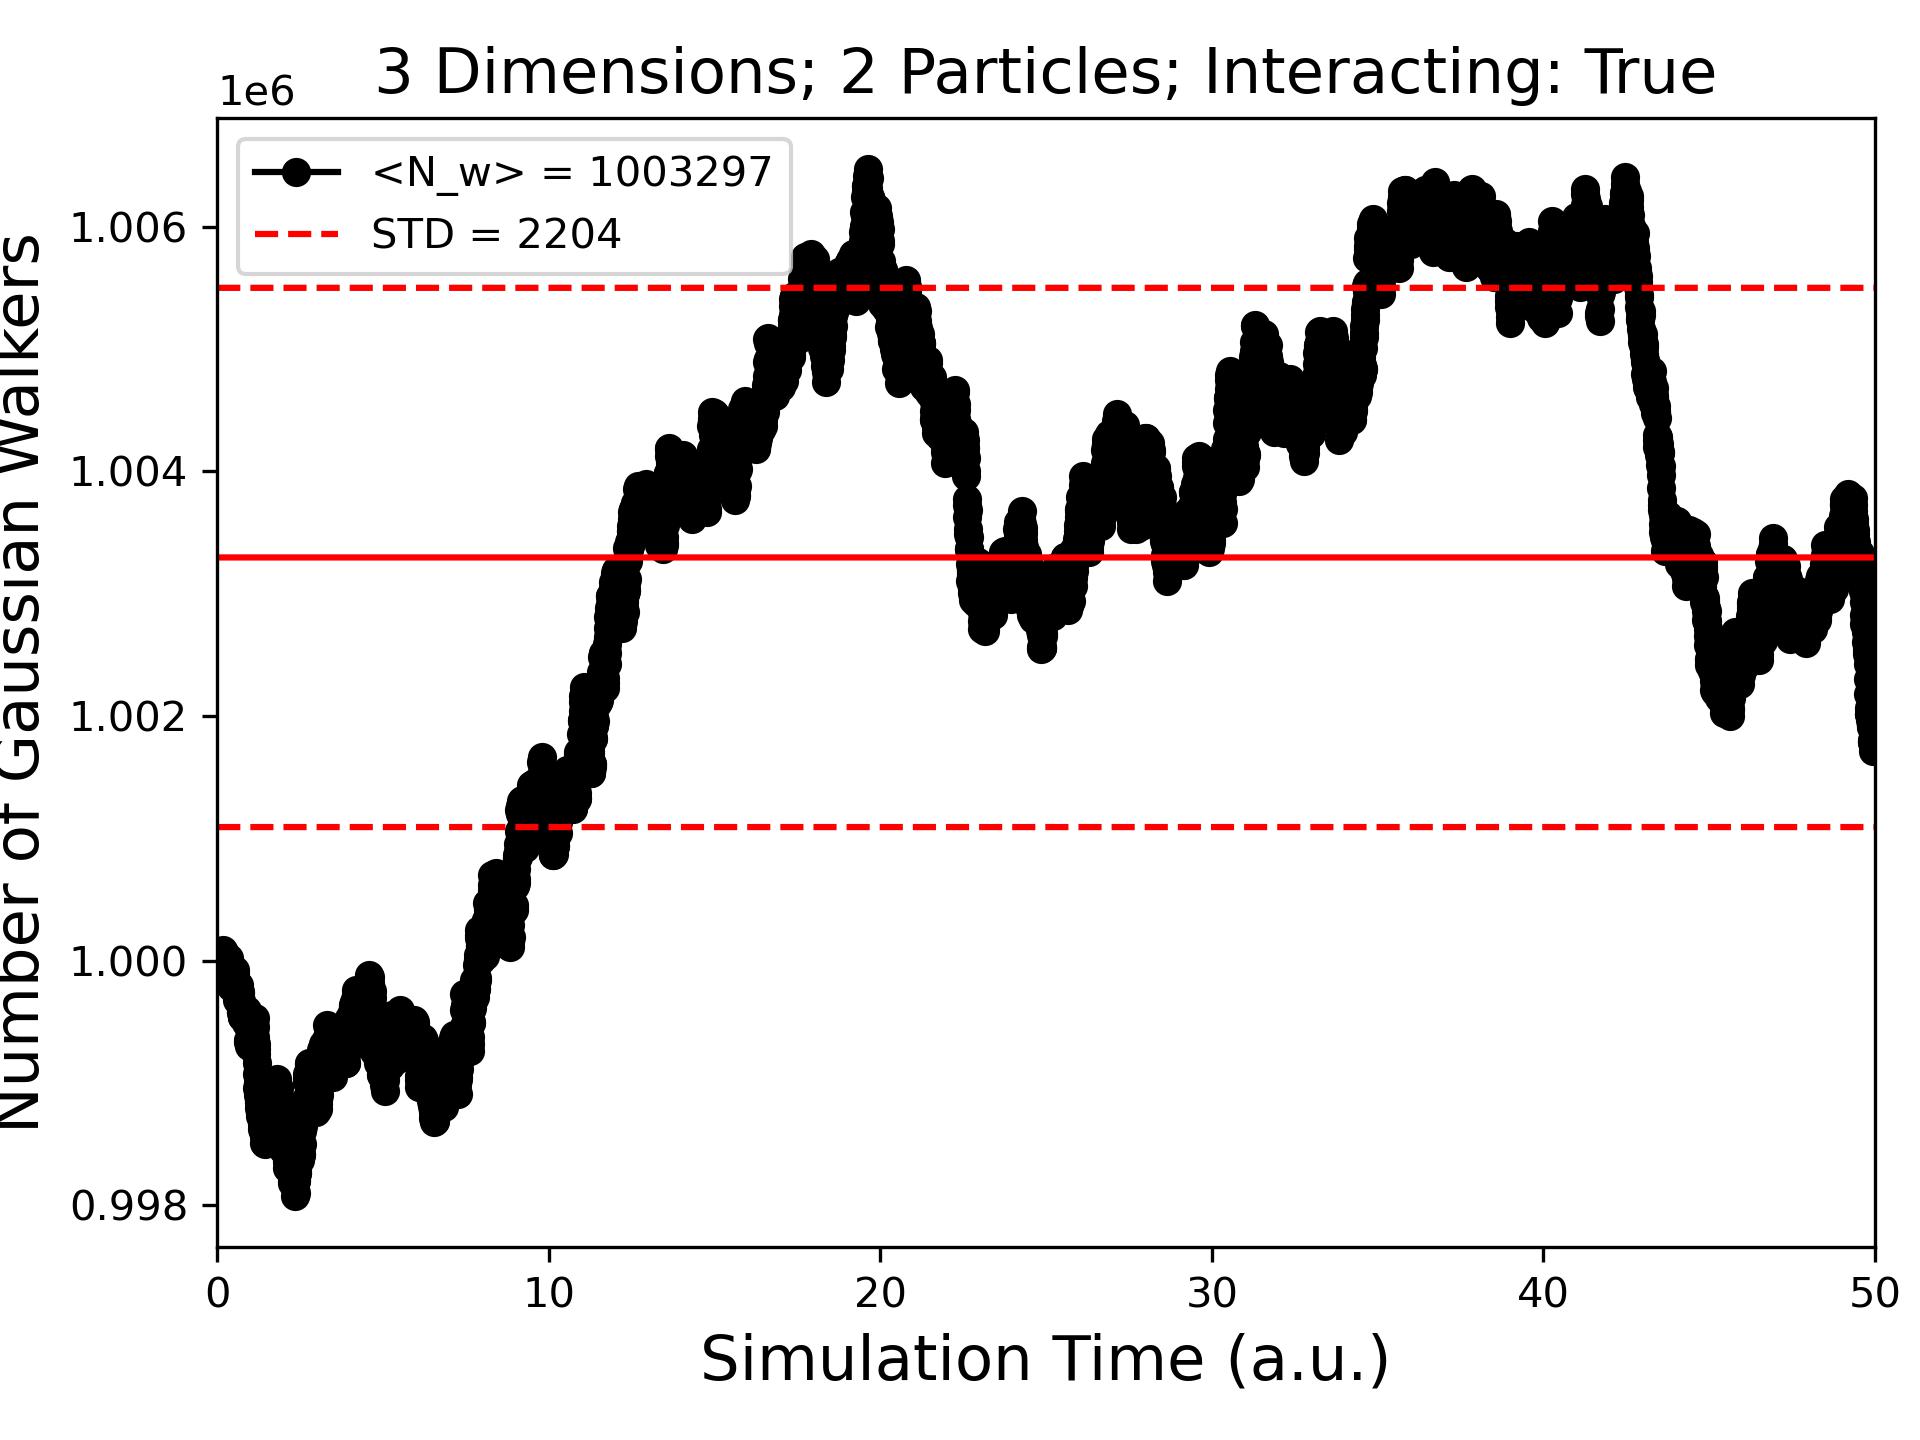 3 Dimensions; 2 Particles; Interacting: True
1e6
<N_w> = 1003297
STD = 2204
1.006
1.004
1.002
1.000
0.998
Number of Gaussian Walkers
0 10 20 30 40 50
Simulation Time (a.u.)